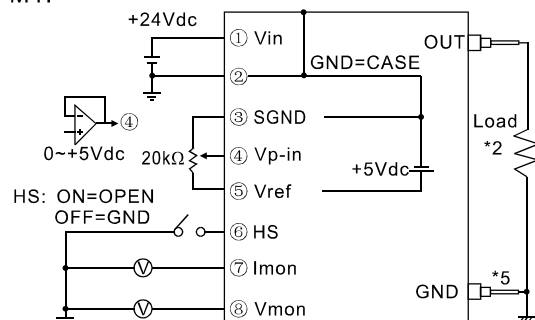 +24Vdc
① Vin
OUT
②
GND=CASE
③ SGND
④
0~+5Vdc
20kΩ
④ Vp-in
+5Vdc
Load
*2
⑤ Vref
HS: ON=OPEN
OFF=GND
⑥ HS
V
⑦ Imon
GND
*5
V
⑧ Vmon